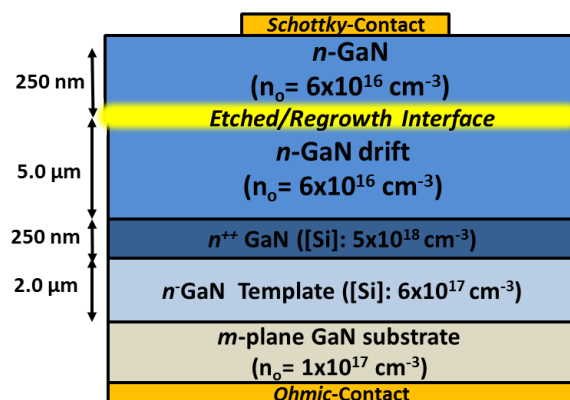 Schottky-Contact
n-GaN
250 nm
(no= 6x10¹⁶ cm⁻³)
Etched/Regrowth Interface
n-GaN drift
5.0 μm
(no= 6x10¹⁶ cm⁻³)
250 nm
n⁺⁺ GaN ([Si]: 5x10¹⁸ cm⁻³)
2.0 μm
n⁻GaN Template ([Si]: 6x10¹⁷ cm⁻³)
m-plane GaN substrate
(no= 1x10¹⁷ cm⁻³)
Ohmic-Contact